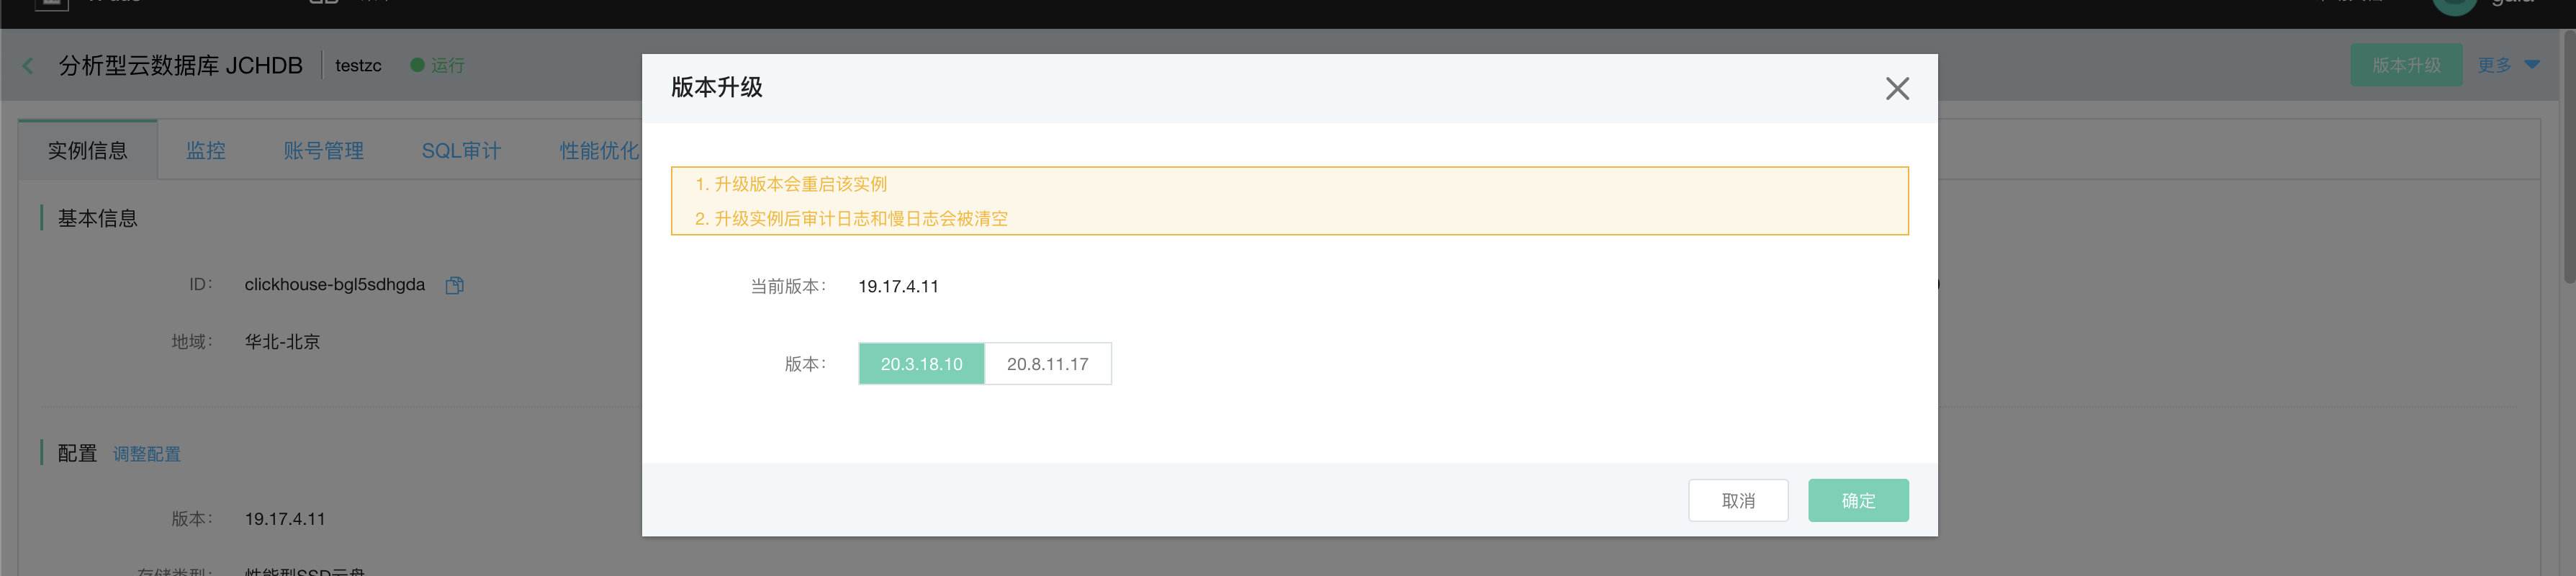 分析型云数据库 JCHDB
testzc
运行
版本升级
更多
实例信息
监控
账号管理
SQL审计
性能优化
基本信息
ID:
clickhouse-bgl5sdhgda
地域:
华北-北京
配置
调整配置
版本:
19.17.4.11
存储类型:
性能型SSD云盘
版本升级
1. 升级版本会重启该实例
2. 升级实例后审计日志和慢日志会被清空
当前版本:
19.17.4.11
版本:
20.3.18.10
20.8.11.17
取消
确定